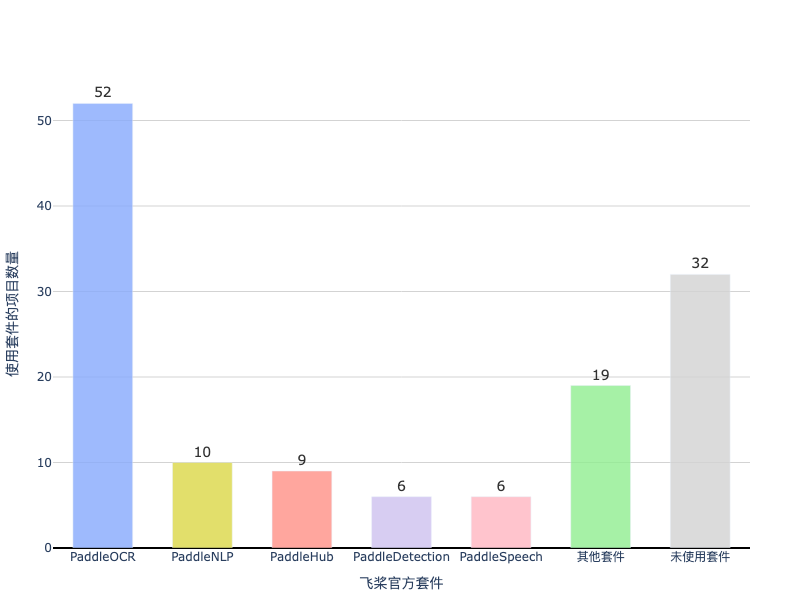 52
50
40
32
30
20
19
10
10
9
6
6
0
使用套件的项目数量
PaddleOCR
PaddleNLP
PaddleHub
PaddleDetection
PaddleSpeech
其他套件
未使用套件
飞桨官方套件